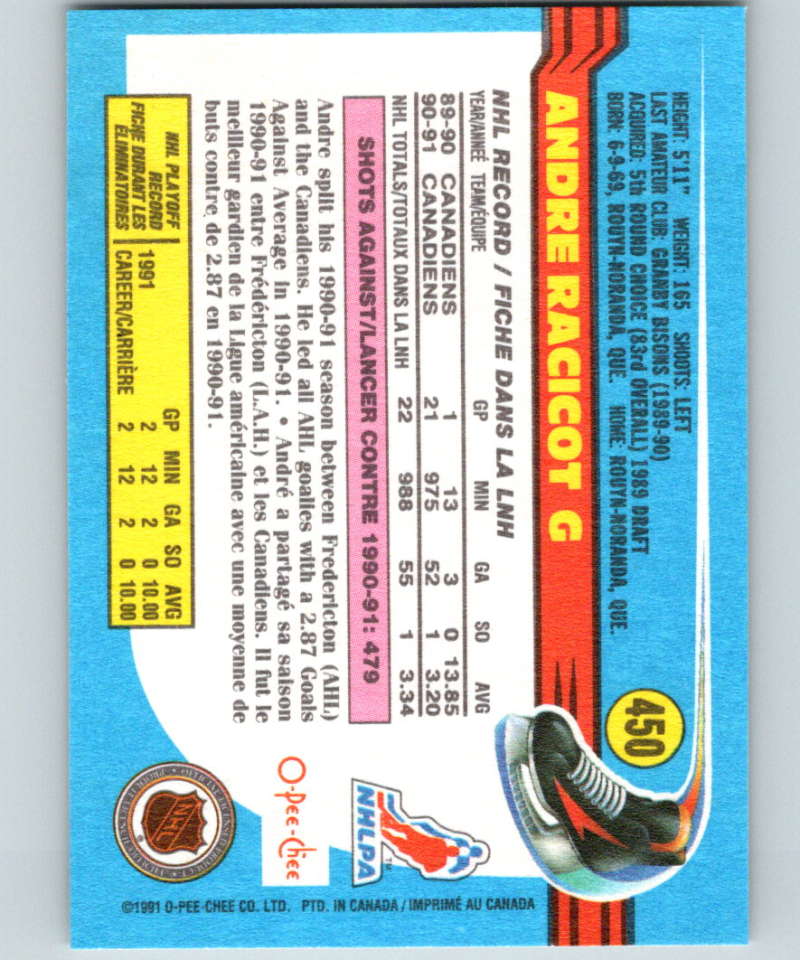 450
HEIGHT: 5'11" WEIGHT: 165 SHOOTS: LEFT
LAST AMATEUR CLUB: GRANBY BISONS (1989-90)
ACQUIRED: 5th ROUND CHOICE (83rd OVERALL) 1989 DRAFT
BORN: 6-9-69, ROUYN-NORANDA, QUE. HOME: ROUYN-NORANDA, QUE.
ANDRE RACICOT G
NHL RECORD / FICHE DANS LA LNH
YEAR/ANNÉE TEAM/ÉQUIPE GP MIN GA SO AVG
89-90 CANADIENS 1 13 3 0 13.85
90-91 CANADIENS 21 975 52 1 3.20
NHL TOTALS/TOTAUX DANS LA LNH 22 988 55 1 3.34
SHOTS AGAINST/LANCER CONTRE 1990-91: 479
Andre split his 1990-91 season between Fredericton (AHL)
and the Canadiens. He led all AHL goalies with a 2.87 Goals
Against Average in 1990-91. • André a partagé sa saison
1990-91 entre Frédéricton (L.A.H.) et les Canadiens. Il fut le
meilleur gardien de la Ligue américaine avec une moyenne de
buts contre de 2.87 en 1990-91.
NHL PLAYOFF
RECORD
FICHE DURANT LES
ÉLIMINATOIRES
GP MIN GA SO AVG
1991 2 12 2 0 10.00
CAREER/CARRIÈRE 2 12 2 0 10.00
NHLPA
TM
O-Pee-Chee
NHL
©1991 O-PEE-CHEE CO. LTD. PTD. IN CANADA / IMPRIMÉ AU CANADA